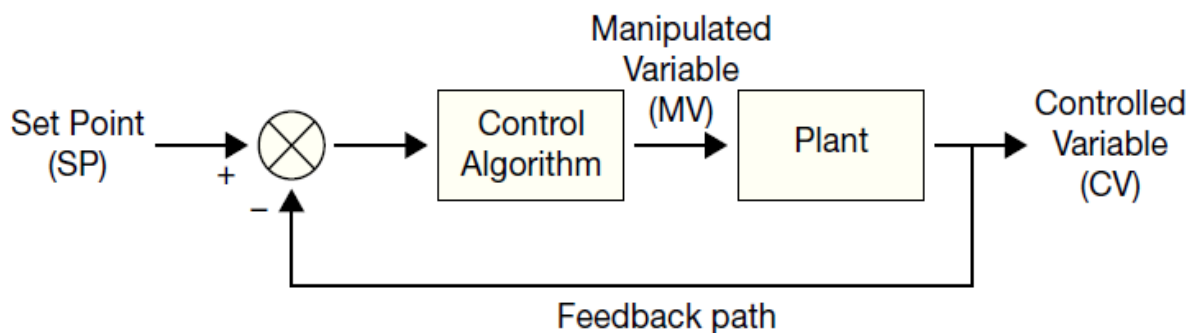 Set Point
(SP)
+
−
Control
Algorithm
Manipulated
Variable
(MV)
Plant
Controlled
Variable
(CV)
Feedback path